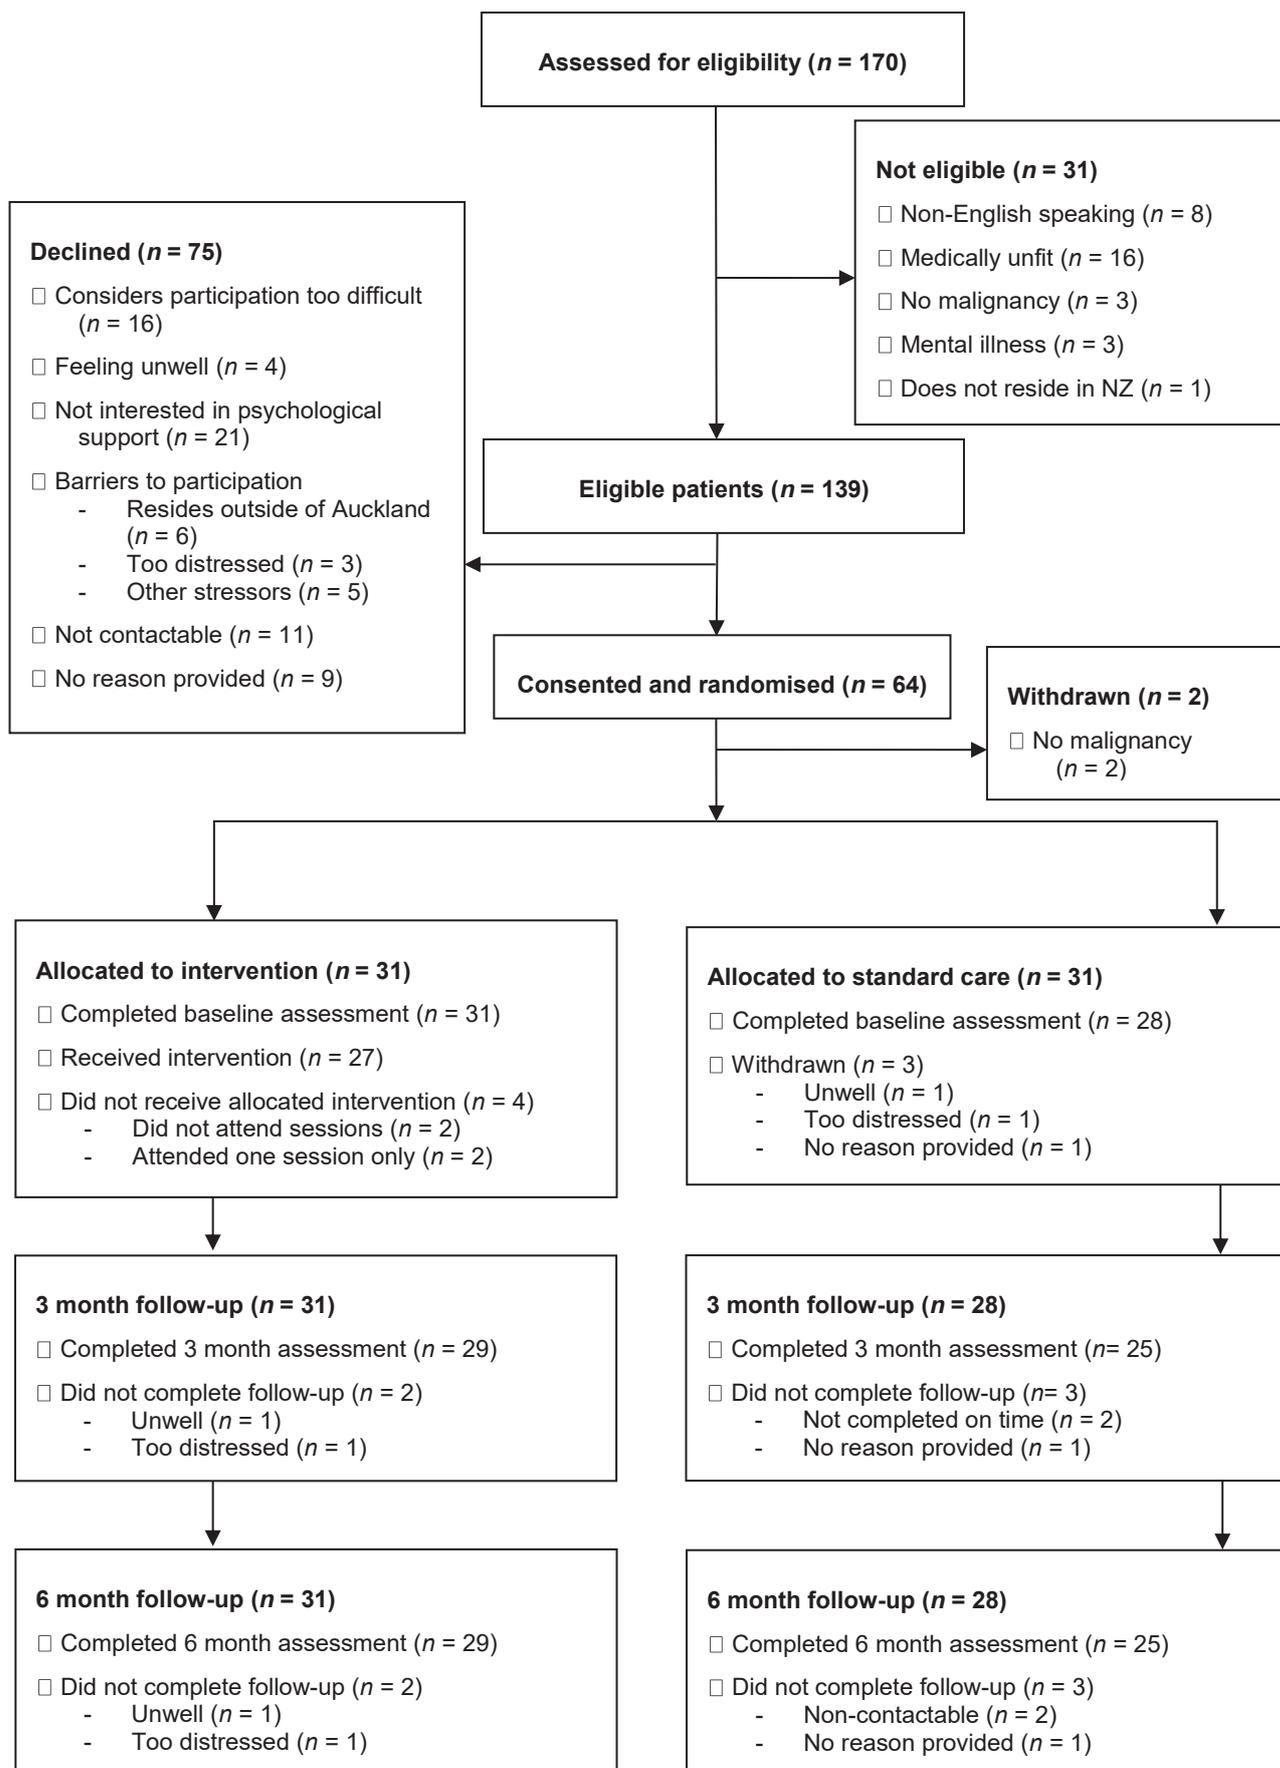 Assessed for eligibility (n = 170)
Not eligible (n = 31)
☐ Non-English speaking (n = 8)
☐ Medically unfit (n = 16)
☐ No malignancy (n = 3)
☐ Mental illness (n = 3)
☐ Does not reside in NZ (n = 1)
Declined (n = 75)
☐ Considers participation too difficult
(n = 16)
☐ Feeling unwell (n = 4)
☐ Not interested in psychological
support (n = 21)
☐ Barriers to participation
- Resides outside of Auckland
(n = 6)
- Too distressed (n = 3)
- Other stressors (n = 5)
☐ Not contactable (n = 11)
☐ No reason provided (n = 9)
Eligible patients (n = 139)
Consented and randomised (n = 64)
Withdrawn (n = 2)
☐ No malignancy
(n = 2)
Allocated to intervention (n = 31)
☐ Completed baseline assessment (n = 31)
☐ Received intervention (n = 27)
☐ Did not receive allocated intervention (n = 4)
- Did not attend sessions (n = 2)
- Attended one session only (n = 2)
Allocated to standard care (n = 31)
☐ Completed baseline assessment (n = 28)
☐ Withdrawn (n = 3)
- Unwell (n = 1)
- Too distressed (n = 1)
- No reason provided (n = 1)
3 month follow-up (n = 31)
☐ Completed 3 month assessment (n = 29)
☐ Did not complete follow-up (n = 2)
- Unwell (n = 1)
- Too distressed (n = 1)
3 month follow-up (n = 28)
☐ Completed 3 month assessment (n= 25)
☐ Did not complete follow-up (n= 3)
- Not completed on time (n = 2)
- No reason provided (n = 1)
6 month follow-up (n = 31)
☐ Completed 6 month assessment (n = 29)
☐ Did not complete follow-up (n = 2)
- Unwell (n = 1)
- Too distressed (n = 1)
6 month follow-up (n = 28)
☐ Completed 6 month assessment (n = 25)
☐ Did not complete follow-up (n = 3)
- Non-contactable (n = 2)
- No reason provided (n = 1)